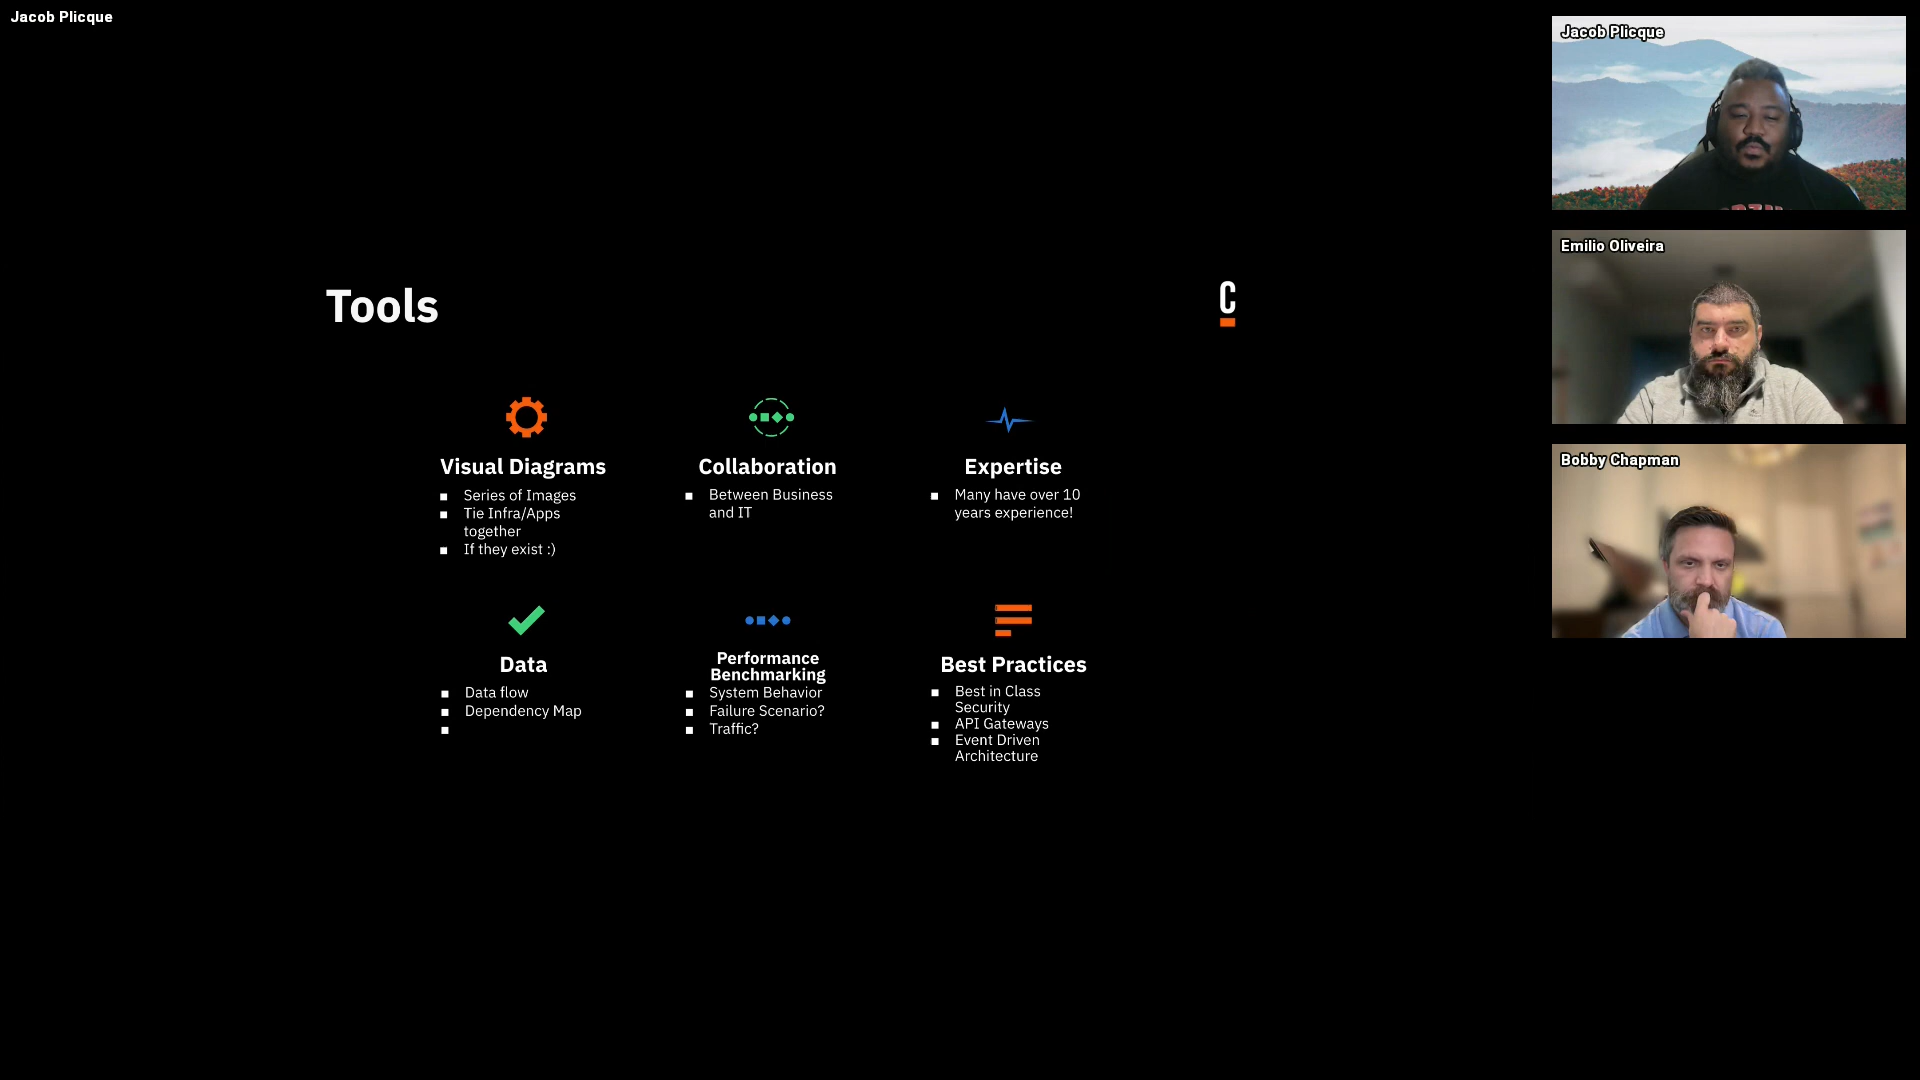 Jacob Plicque
Tools
C
Visual Diagrams
■ Series of Images
■ Tie Infra/Apps
together
■ If they exist :)
Collaboration
■ Between Business
and IT
Expertise
■ Many have over 10
years experience!
Data
■ Data flow
■ Dependency Map
■
Performance
Benchmarking
■ System Behavior
■ Failure Scenario?
■ Traffic?
Best Practices
■ Best in Class
Security
■ API Gateways
■ Event Driven
Architecture
Jacob Plicque
Emilio Oliveira
Bobby Chapman